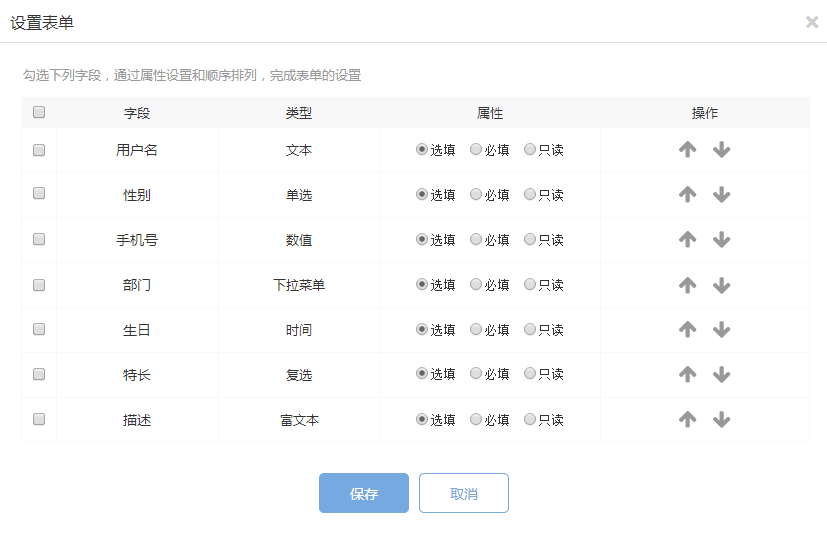 设置表单
勾选下列字段，通过属性设置和顺序排列，完成表单的设置
字段 类型 属性 操作
用户名 文本 选填 必填 只读
性别 单选 选填 必填 只读
手机号 数值 选填 必填 只读
部门 下拉菜单 选填 必填 只读
生日 时间 选填 必填 只读
特长 复选 选填 必填 只读
描述 富文本 选填 必填 只读
保存 取消